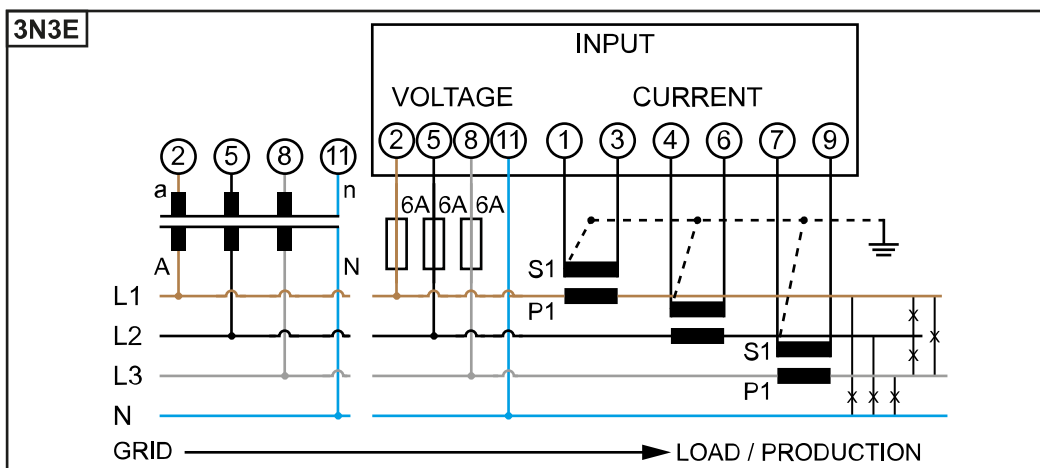 3N3E
INPUT
VOLTAGE CURRENT
2 5 8 11 1 3 4 6 7 9
2 5 8 11
a n
6A 6A 6A
A N
S1
L1
P1
L2
S1
L3
P1
N
GRID LOAD / PRODUCTION